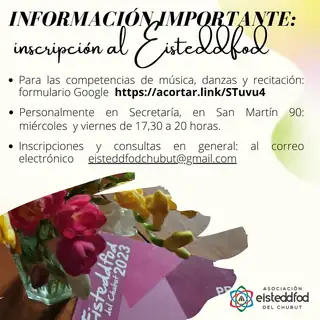 INFORMACIÓN IMPORTANTE:
inscripción al Eisteddfod
Para las competencias de música, danzas y recitación:
formulario Google https://acortar.link/STuvu4
Personalmente en Secretaría, en San Martín 90:
miércoles y viernes de 17,30 a 20 horas.
Inscripciones y consultas en general: al correo
electrónico eisteddfodchubut@gmail.com
Eisteddfod
del Chubut 2023
PR
ASOCIACIÓN
eisteddfod
DEL CHUBUT